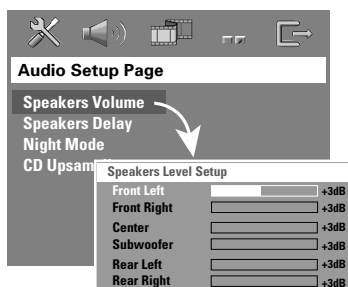 Audio Setup Page
Speakers Volume
Speakers Delay
Night Mode
CD Upsam
Speakers Level Setup
Front Left +3dB
Front Right +3dB
Center +3dB
Subwoofer +3dB
Rear Left +3dB
Rear Right +3dB